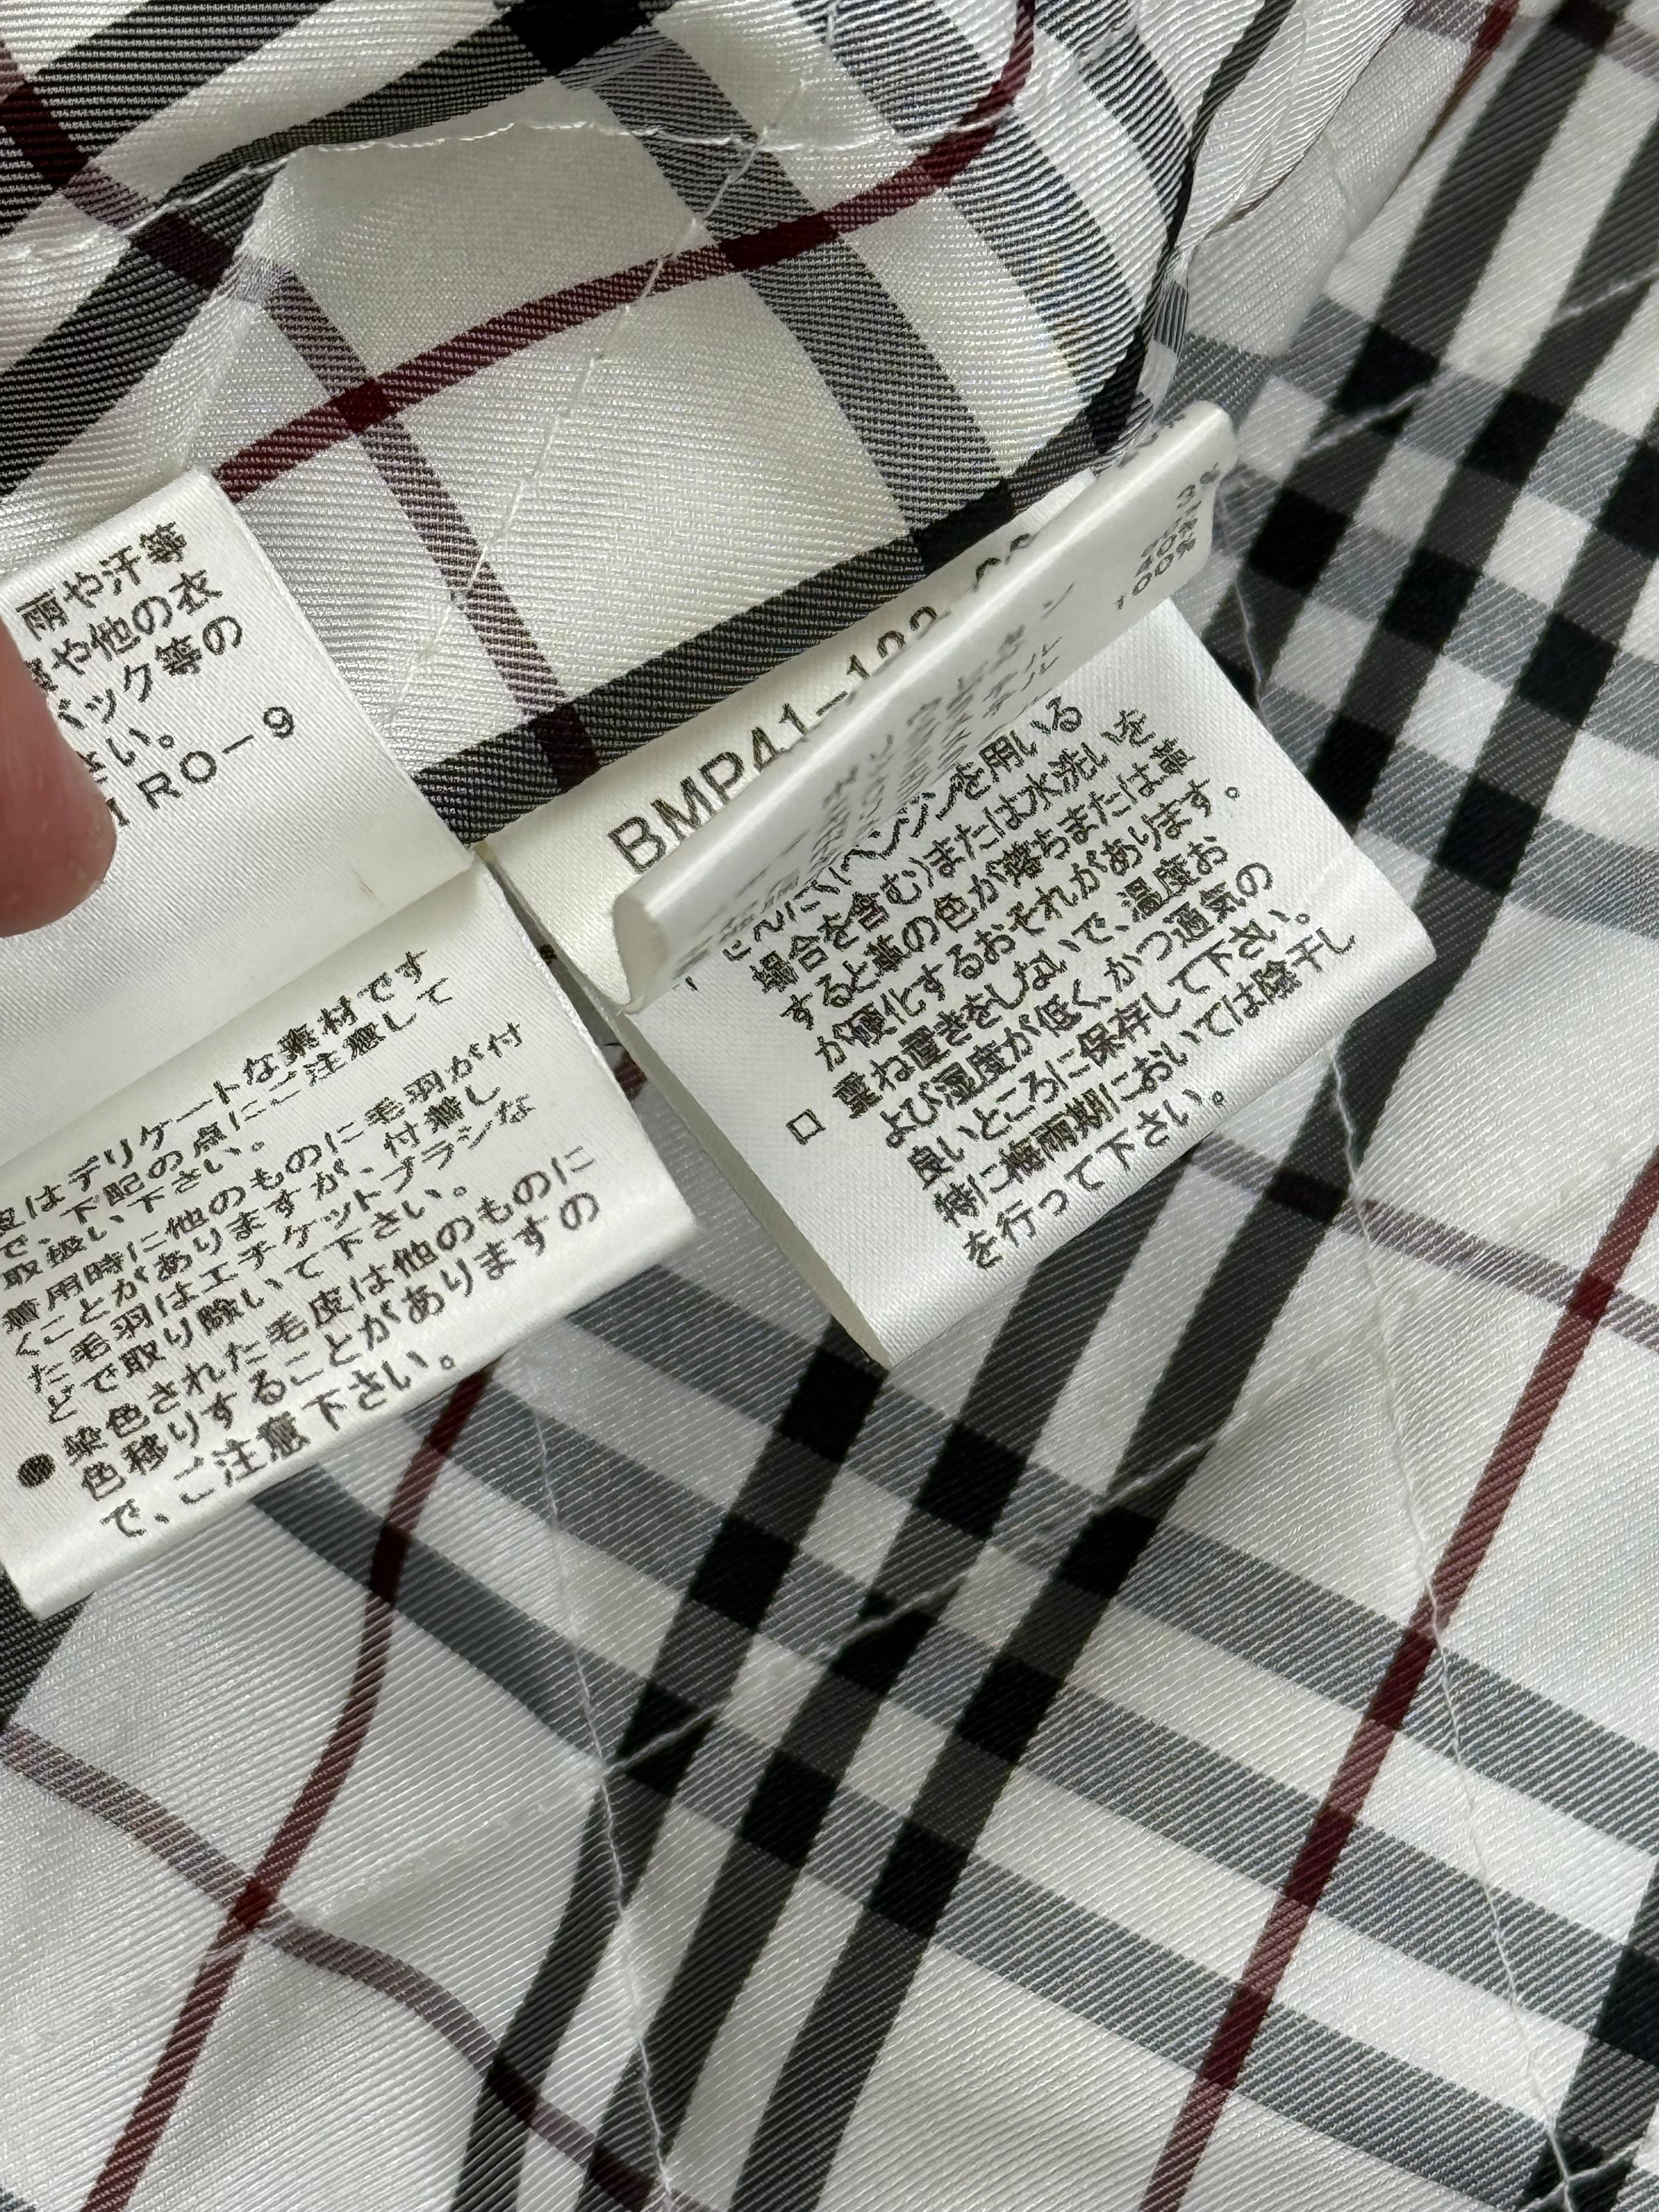 雨や汗等
や他の衣
バック等の
さい。
RO-9
皮はデリケートな素材です
で、下記の点にご注意して
取扱い下さい。
着用時に他のものに毛羽が付
くことがありますが、付着し
た毛羽はエチケットブラシな
どで取り除いて下さい。
●染色された毛皮は他のものに
色移りすることがありますの
で、ご注意下さい。
BMP41-122
(ベンジンを用いる
場合を含む)または水洗いを
すると革の色が落ちまたは革
が硬化するおそれがあります。
□ 重ね置きをしないで、温度お
よび湿度が低くかつ通気の
良いところに保存して下さい。
特に梅雨期においては陰干し
を行って下さい。
100%